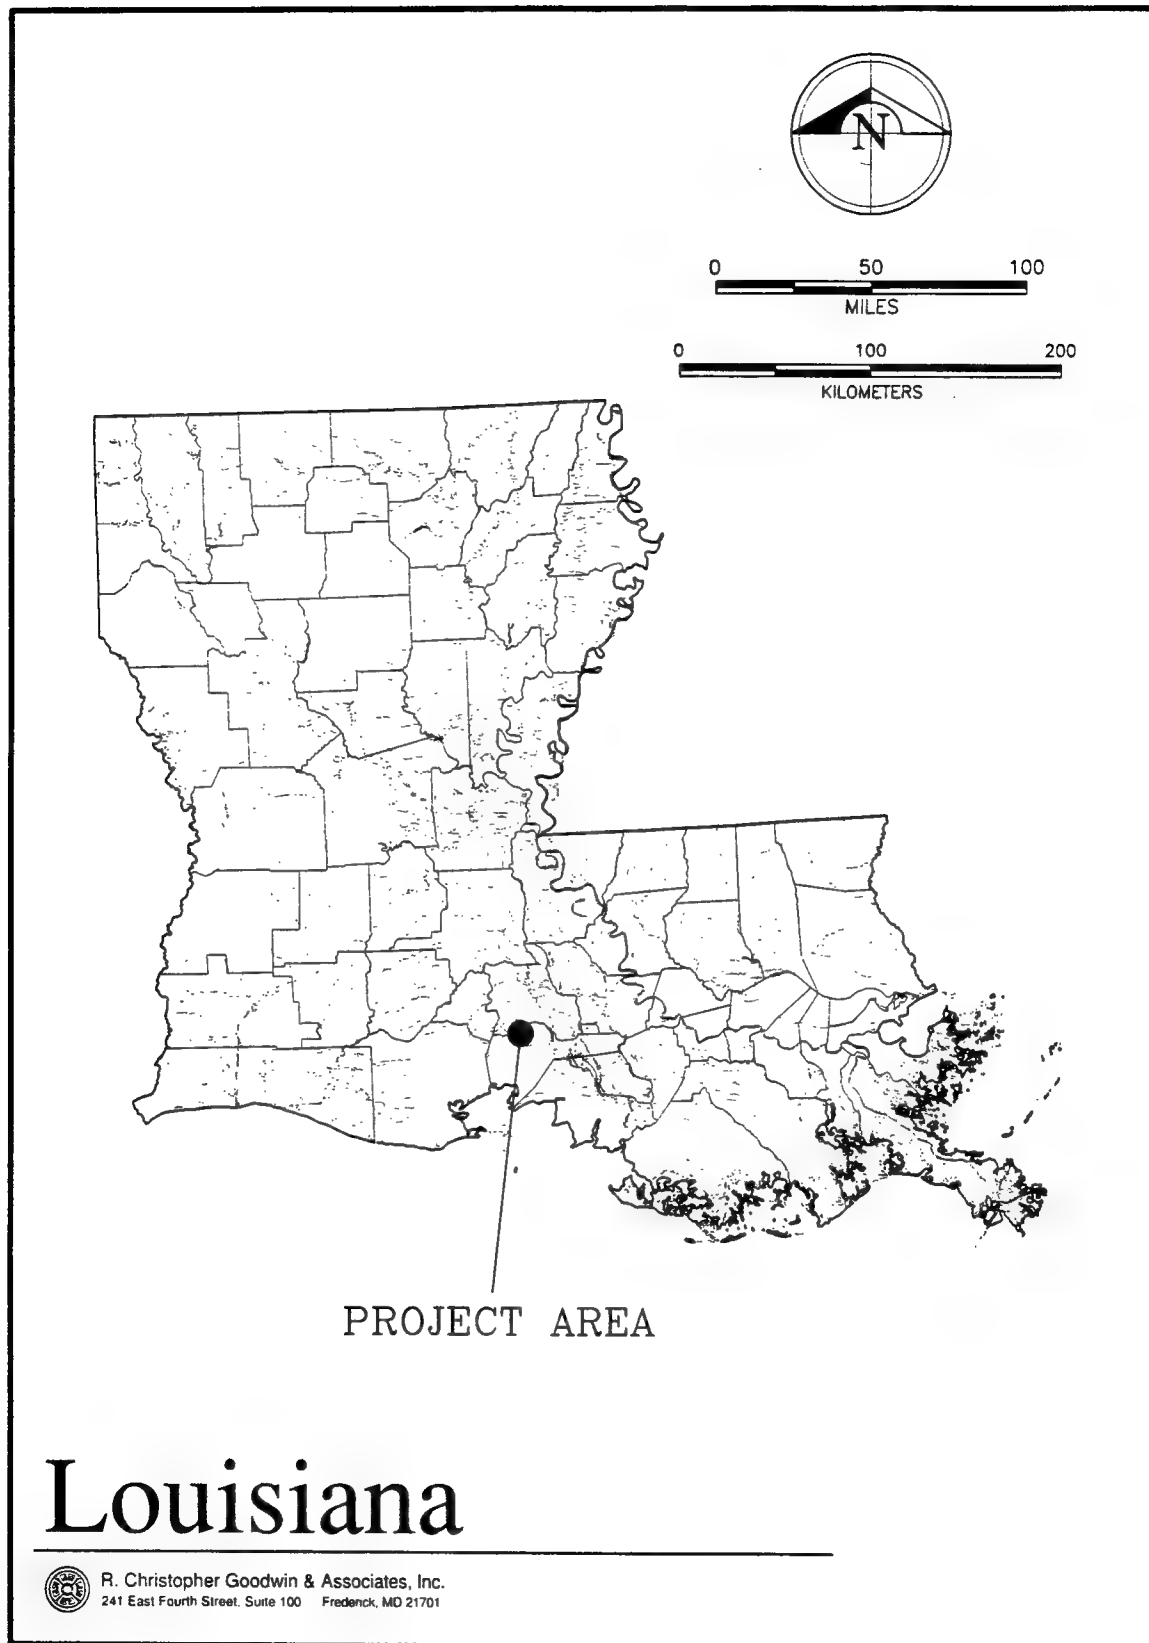 N
0 50 100
MILES
0 100 200
KILOMETERS
PROJECT AREA
Louisiana
R. Christopher Goodwin & Associates, Inc.
241 East Fourth Street. Suite 100 Frederick, MD 21701